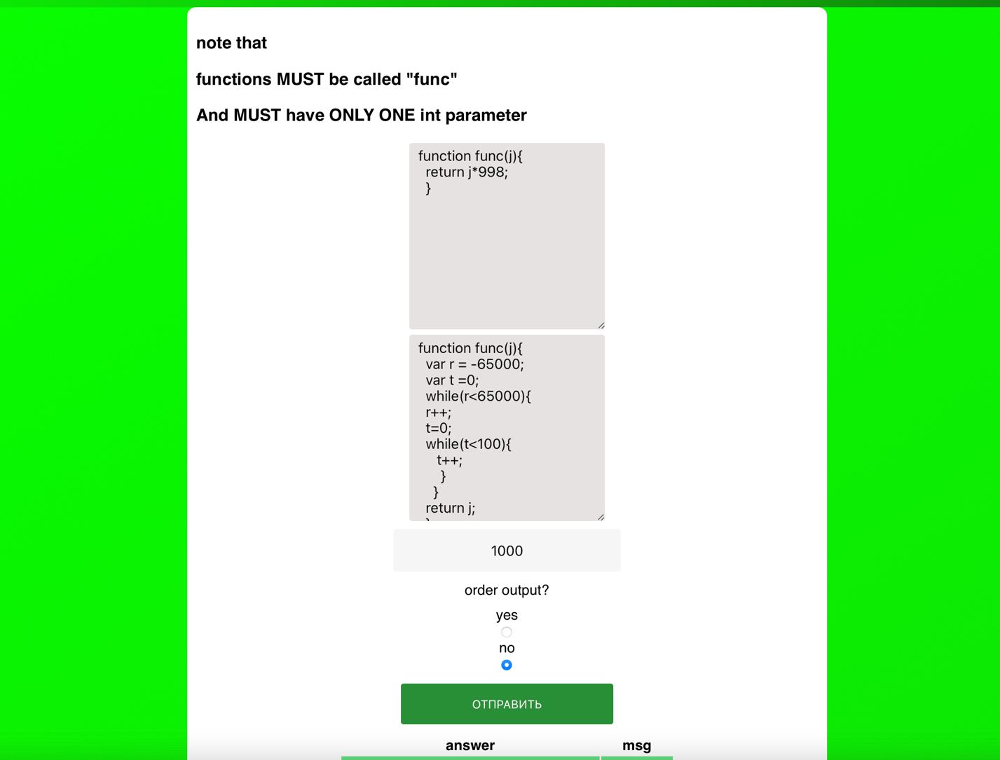 note that
functions MUST be called "func"
And MUST have ONLY ONE int parameter
function func(j){
return j*998;
}
function func(j){
var r = -65000;
var t =0;
while(r<65000){
r++;
t=0;
while(t<100){
t++;
}
}
return j;
1000
order output?
yes
no
ОТПРАВИТЬ
answer msg